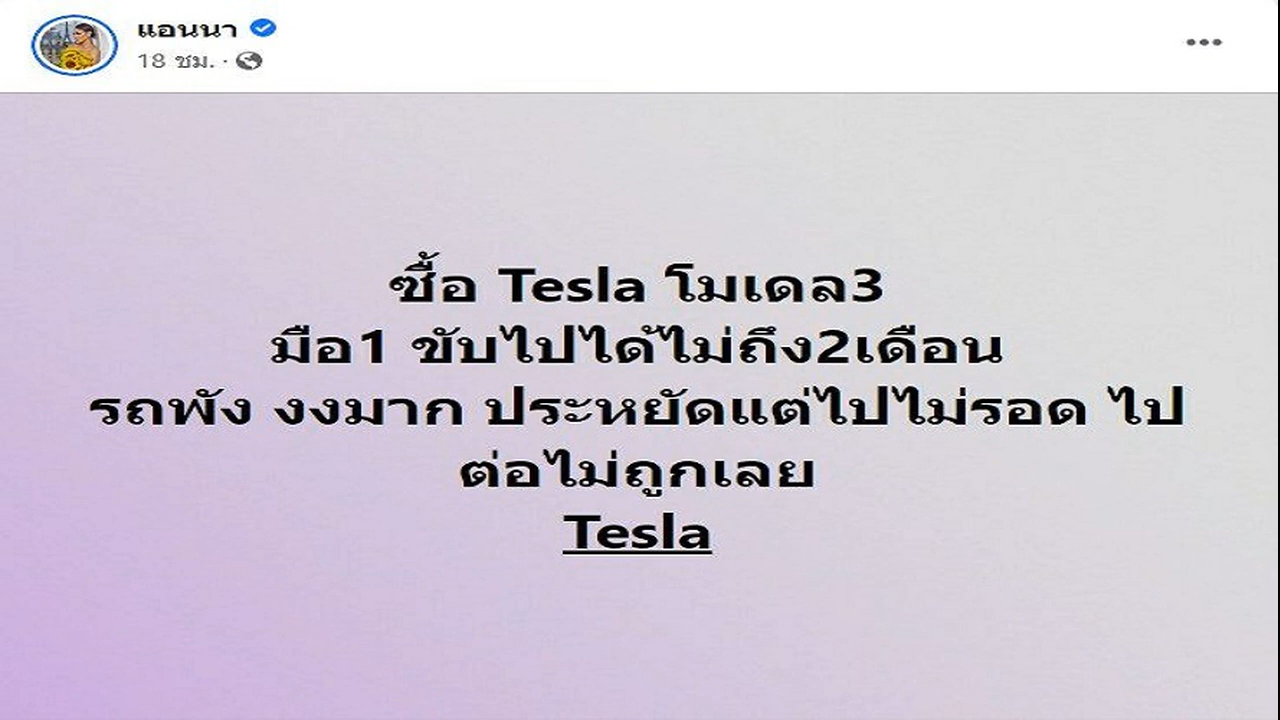 แอนนา
18 ชม. ·
ซื้อ Tesla โมเดล3
มือ1 ขับไปได้ไม่ถึง2เดือน
รถพัง งงมาก ประหยัดแต่ไปไม่รอด ไป
ต่อไม่ถูกเลย
Tesla